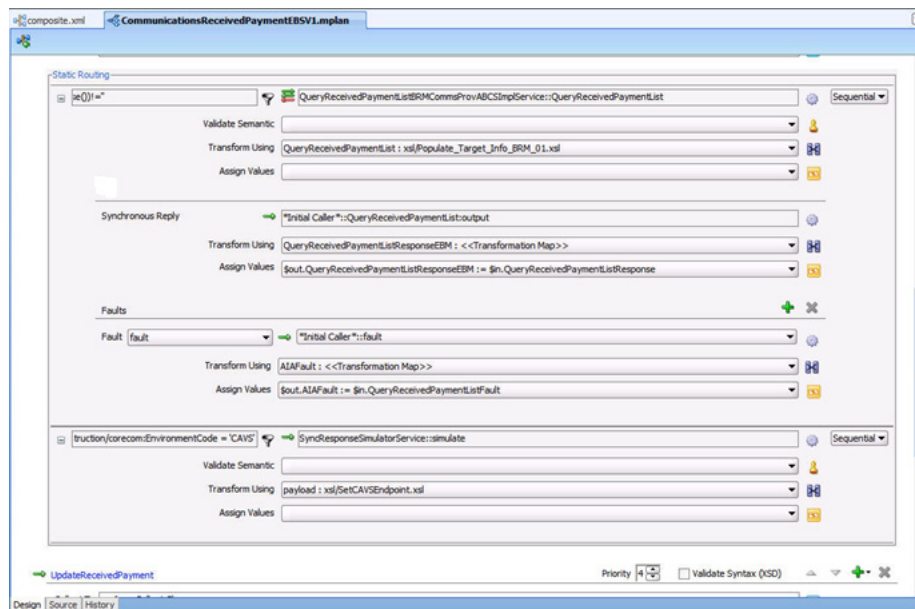 composite.xml CommunicationsReceivedPaymentEBSV1.mplan
Static Routing
se())!='' QueryReceivedPaymentListBRMCommsProvABCSImplService::QueryReceivedPaymentList Sequential
Validate Semantic
Transform Using QueryReceivedPaymentList : xsl/Populate_Target_Info_BRM_01.xsl
Assign Values
Synchronous Reply "Initial Caller"::QueryReceivedPaymentList:output
Transform Using QueryReceivedPaymentListResponseEBM : <<Transformation Map>>
Assign Values $out.QueryReceivedPaymentListResponseEBM := $in.QueryReceivedPaymentListResponse
Faults
Fault fault "Initial Caller"::fault
Transform Using AIAFault : <<Transformation Map>>
Assign Values $out.AIAFault := $in.QueryReceivedPaymentListFault
truction/corecom:EnvironmentCode = 'CAVS' SyncResponseSimulatorService::simulate Sequential
Validate Semantic
Transform Using payload : xsl/SetCAVSEndpoint.xsl
Assign Values
UpdateReceivedPayment Priority 4 Validate Syntax (XSD)
Design Source History